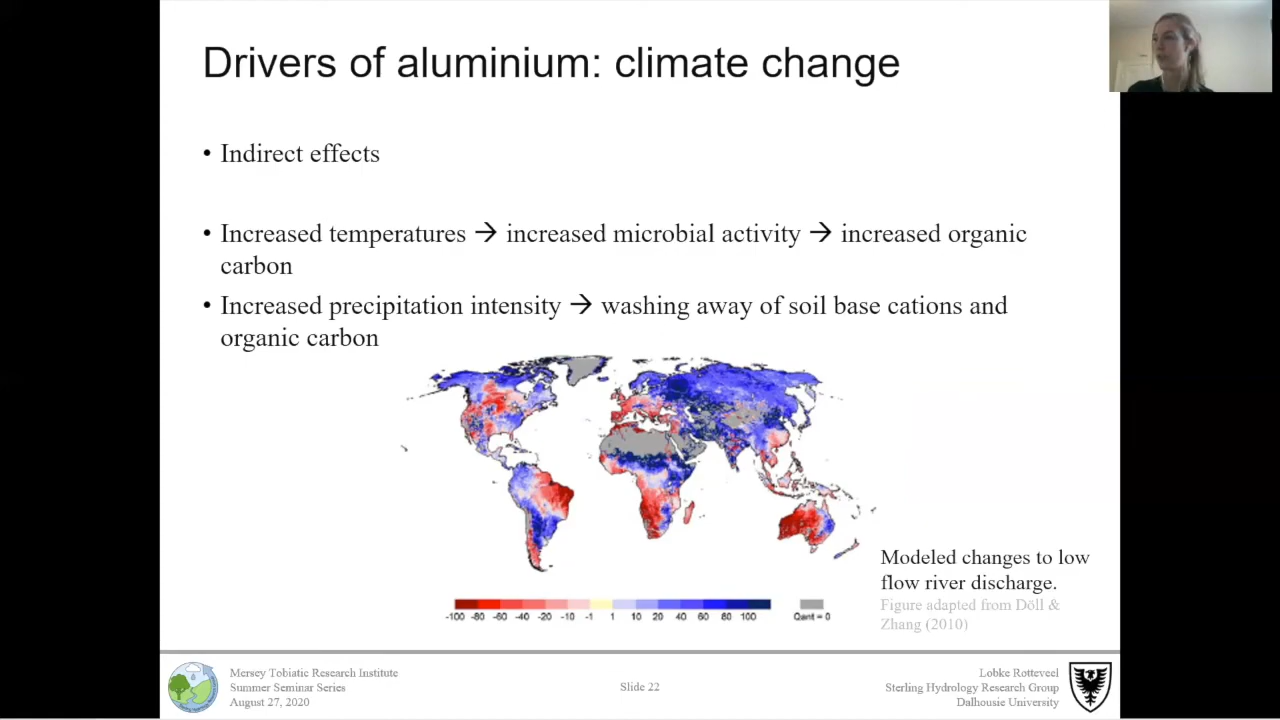 Drivers of aluminium: climate change
• Indirect effects
• Increased temperatures → increased microbial activity → increased organic
carbon
• Increased precipitation intensity → washing away of soil base cations and
organic carbon
Modeled changes to low
flow river discharge.
Figure adapted from Döll &
Zhang (2010)
-100 -80 -60 -40 -20 -10 -1 1 10 20 40 60 80 100 Qant = 0
Mersey Tobiatic Research Institute
Summer Seminar Series
August 27, 2020
Slide 22
Lobke Rotteveel
Sterling Hydrology Research Group
Dalhousie University